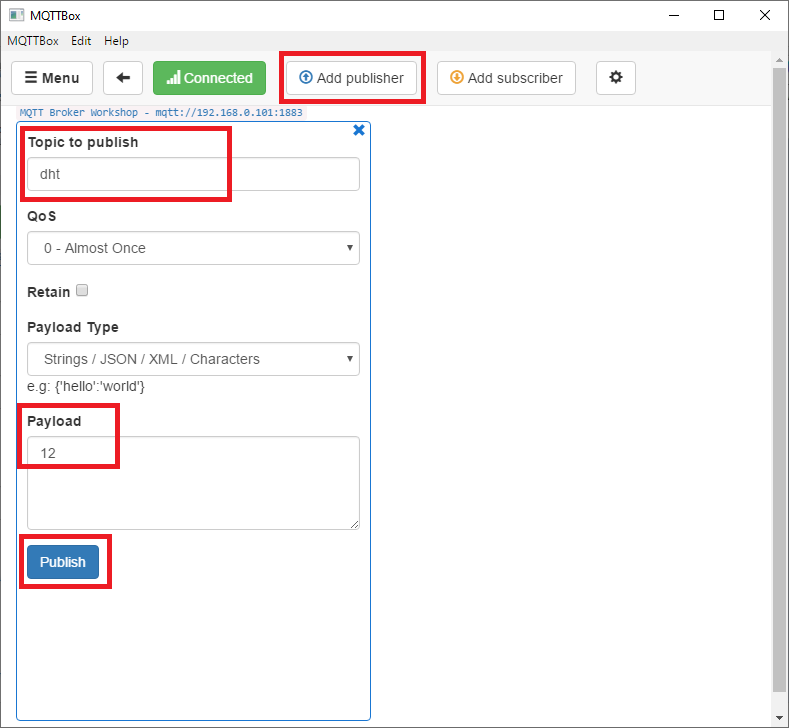 MQTTBox
MQTTBox Edit Help
Menu Connected Add publisher Add subscriber
MQTT Broker Workshop - mqtt://192.168.0.101:1883
Topic to publish
dht
QoS
0 - Almost Once
Retain
Payload Type
Strings / JSON / XML / Characters
e.g: {'hello':'world'}
Payload
12
Publish